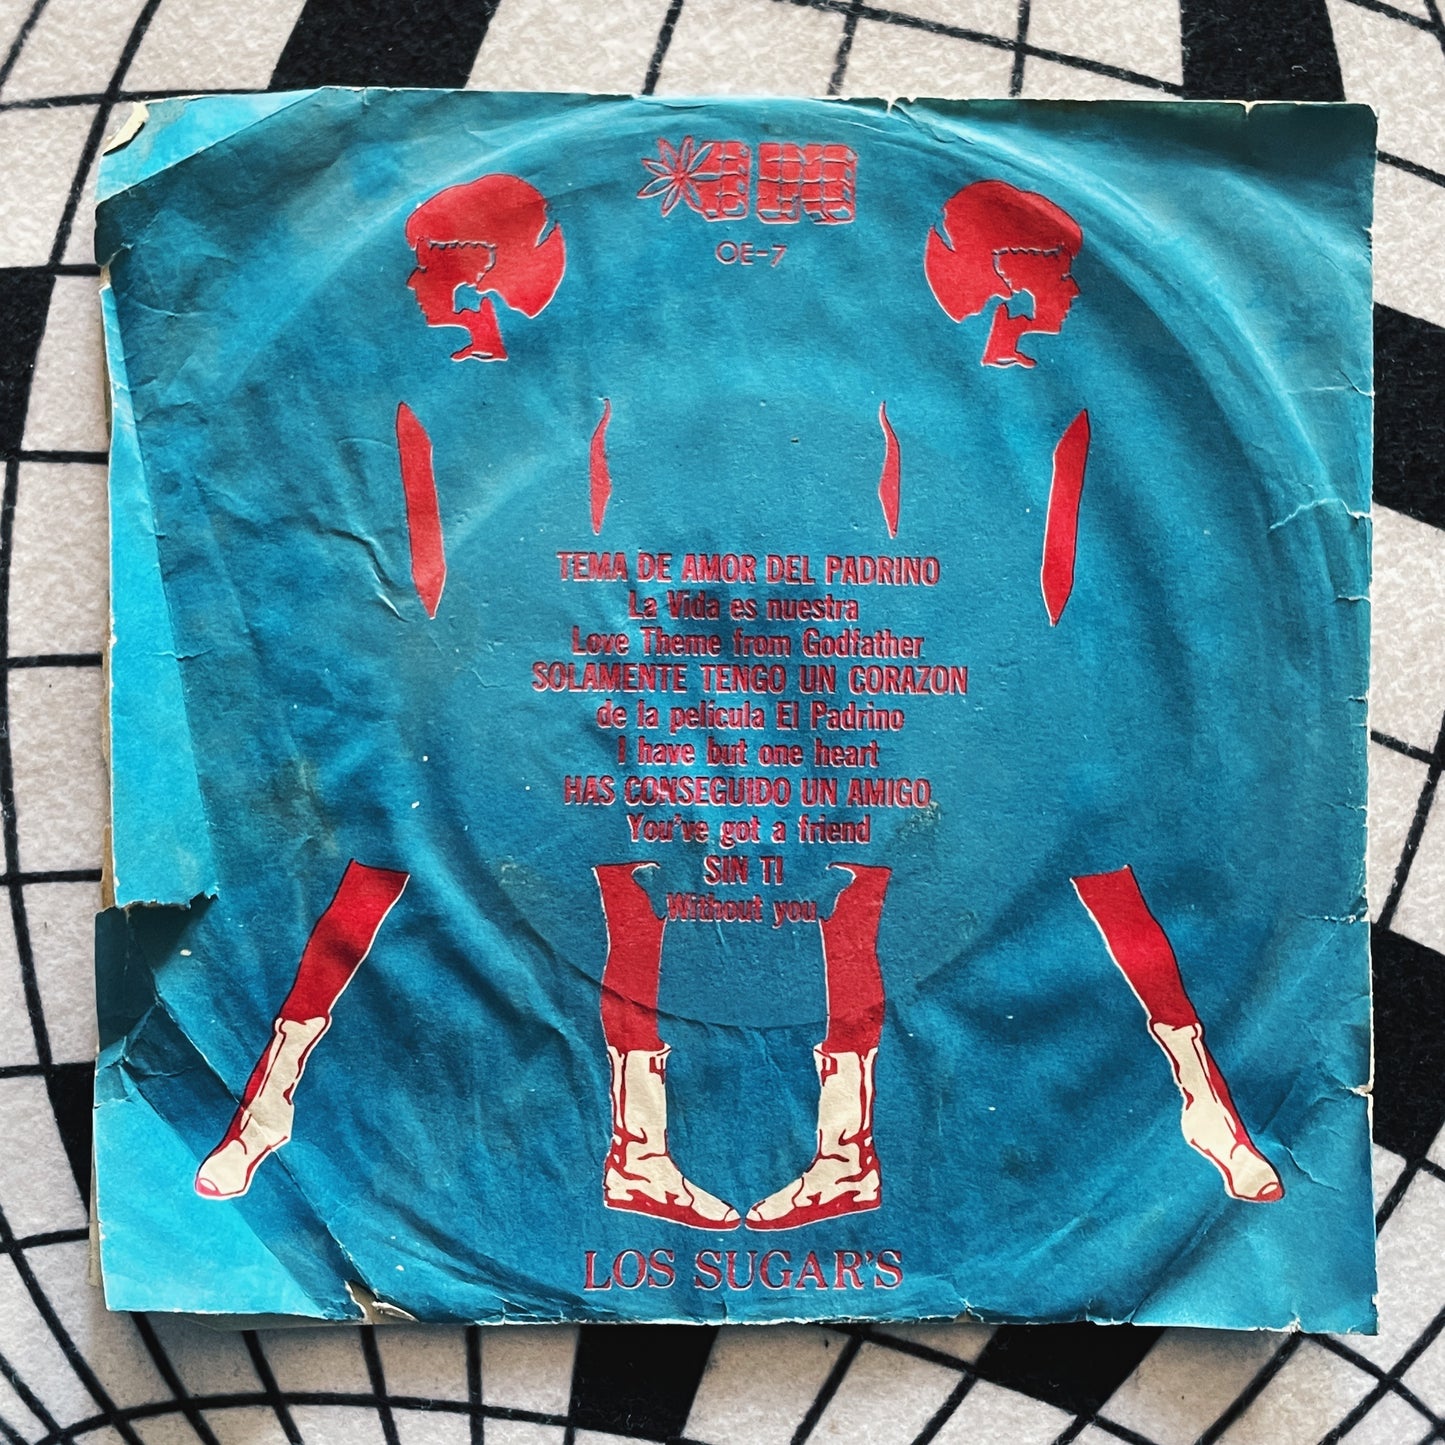 OE-7
TEMA DE AMOR DEL PADRINO
La Vida es nuestra
Love Theme from Godfather
SOLAMENTE TENGO UN CORAZON
de la película El Padrino
I have but one heart
HAS CONSEGUIDO UN AMIGO
You've got a friend
SIN TI
Without you
LOS SUGAR'S